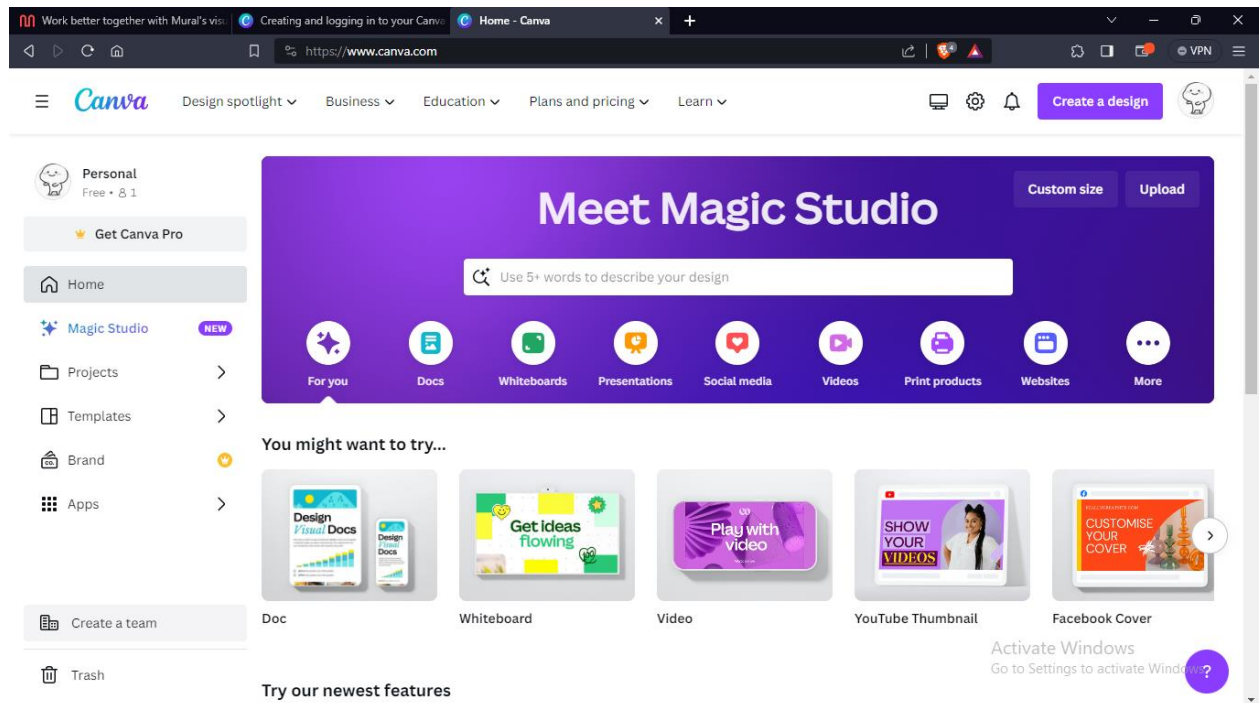 Work better together with Mural's visu
Creating and logging in to your Canva
Home - Canva
https://www.canva.com
VPN
Canva
Design spotlight
Business
Education
Plans and pricing
Learn
Create a design
Personal
Free • 1
Get Canva Pro
Home
Magic Studio
NEW
Projects
Templates
Brand
CO.
Apps
Create a team
Trash
Meet Magic Studio
Custom size
Upload
Use 5+ words to describe your design
For you
Docs
Whiteboards
Presentations
Social media
Videos
Print products
Websites
More
You might want to try...
Design
Visual Docs
Design
Visual
Docs
Get ideas
flowing
Play with
video
SHOW
YOUR
VIDEOS
CUSTOMISE
YOUR
COVER
Doc
Whiteboard
Video
YouTube Thumbnail
Facebook Cover
Activate Windows
Go to Settings to activate Windows.
?
Try our newest features